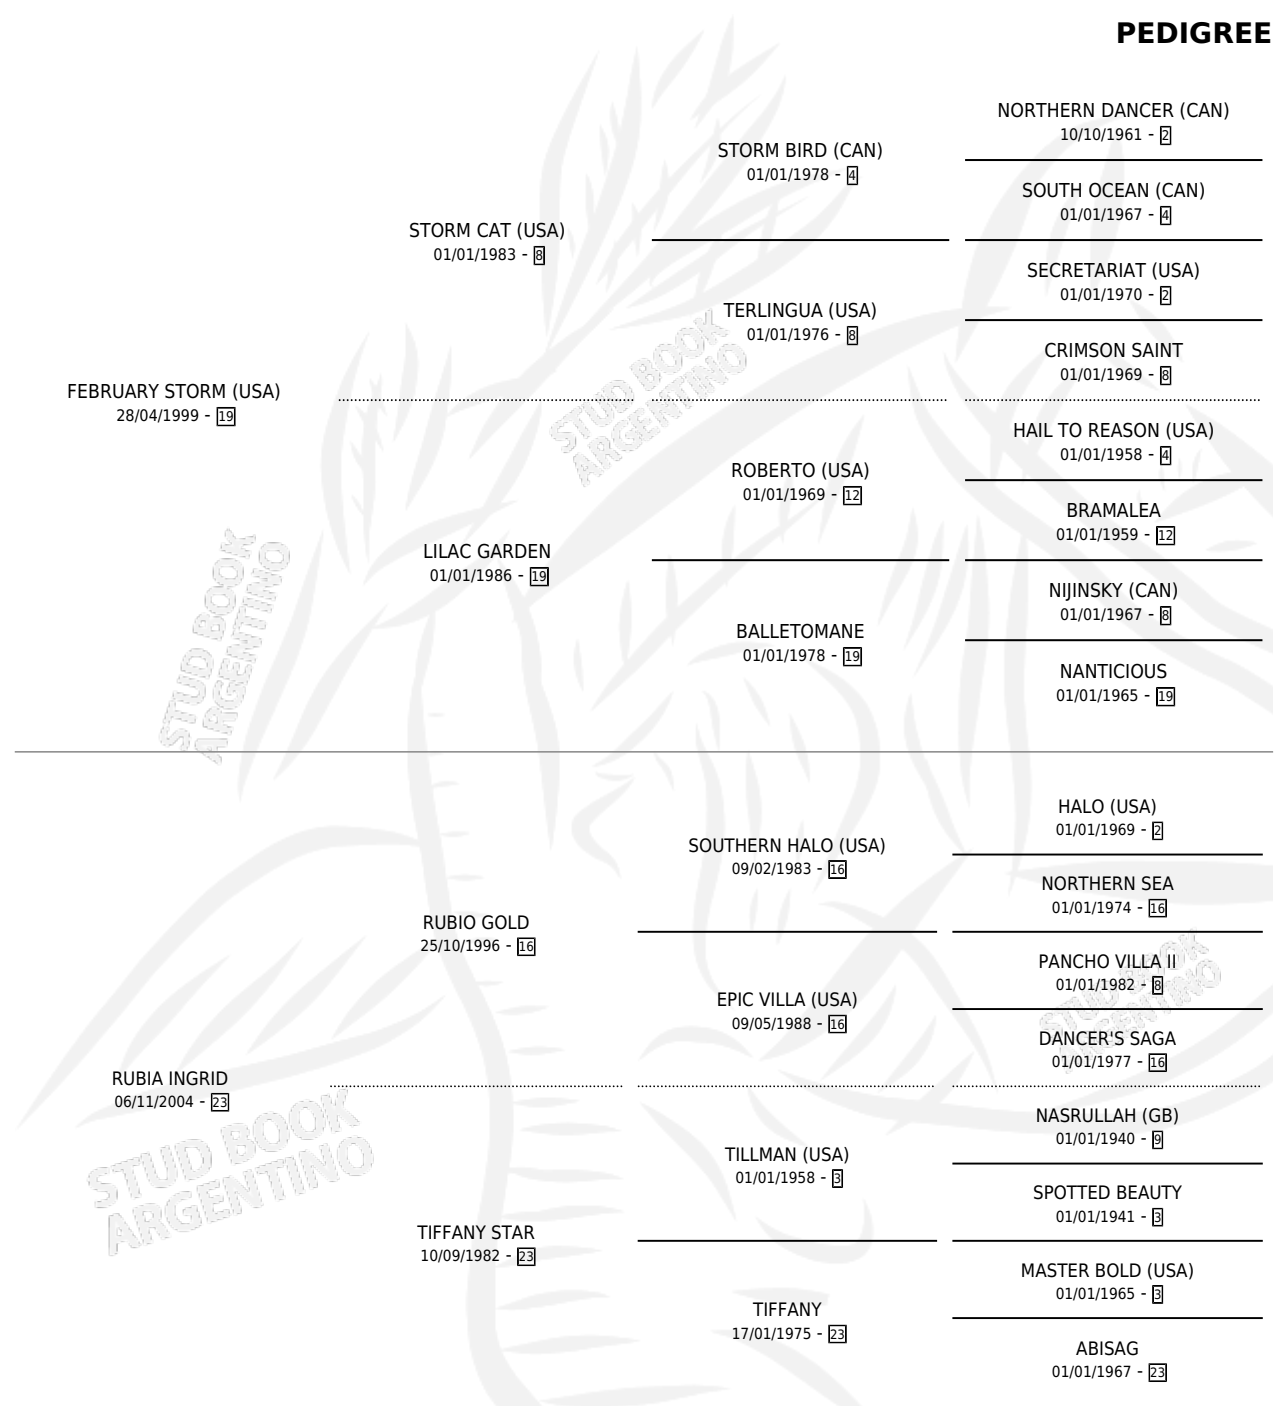 PEDIGREE
NORTHERN DANCER (CAN)
10/10/1961 - 2
STORM BIRD (CAN)
01/01/1978 - 4
SOUTH OCEAN (CAN)
01/01/1967 - 4
STORM CAT (USA)
01/01/1983 - 8
SECRETARIAT (USA)
01/01/1970 - 2
TERLINGUA (USA)
01/01/1976 - 8
CRIMSON SAINT
01/01/1969 - 8
FEBRUARY STORM (USA)
28/04/1999 - 19
HAIL TO REASON (USA)
01/01/1958 - 4
ROBERTO (USA)
01/01/1969 - 12
BRAMALEA
01/01/1959 - 12
LILAC GARDEN
01/01/1986 - 19
NIJINSKY (CAN)
01/01/1967 - 8
BALLETOMANE
01/01/1978 - 19
NANTICIOUS
01/01/1965 - 19
HALO (USA)
01/01/1969 - 2
SOUTHERN HALO (USA)
09/02/1983 - 16
NORTHERN SEA
01/01/1974 - 16
RUBIO GOLD
25/10/1996 - 16
PANCHO VILLA II
01/01/1982 - 8
EPIC VILLA (USA)
09/05/1988 - 16
DANCER'S SAGA
01/01/1977 - 16
RUBIA INGRID
06/11/2004 - 23
NASRULLAH (GB)
01/01/1940 - 9
TILLMAN (USA)
01/01/1958 - 3
SPOTTED BEAUTY
01/01/1941 - 3
TIFFANY STAR
10/09/1982 - 23
MASTER BOLD (USA)
01/01/1965 - 3
TIFFANY
17/01/1975 - 23
ABISAG
01/01/1967 - 23
STUD BOOK
ARGENTINO
STUD BOOK
ARGENTINO
STUD BOOK
ARGENTINO
STUD BOOK
ARGENTINO